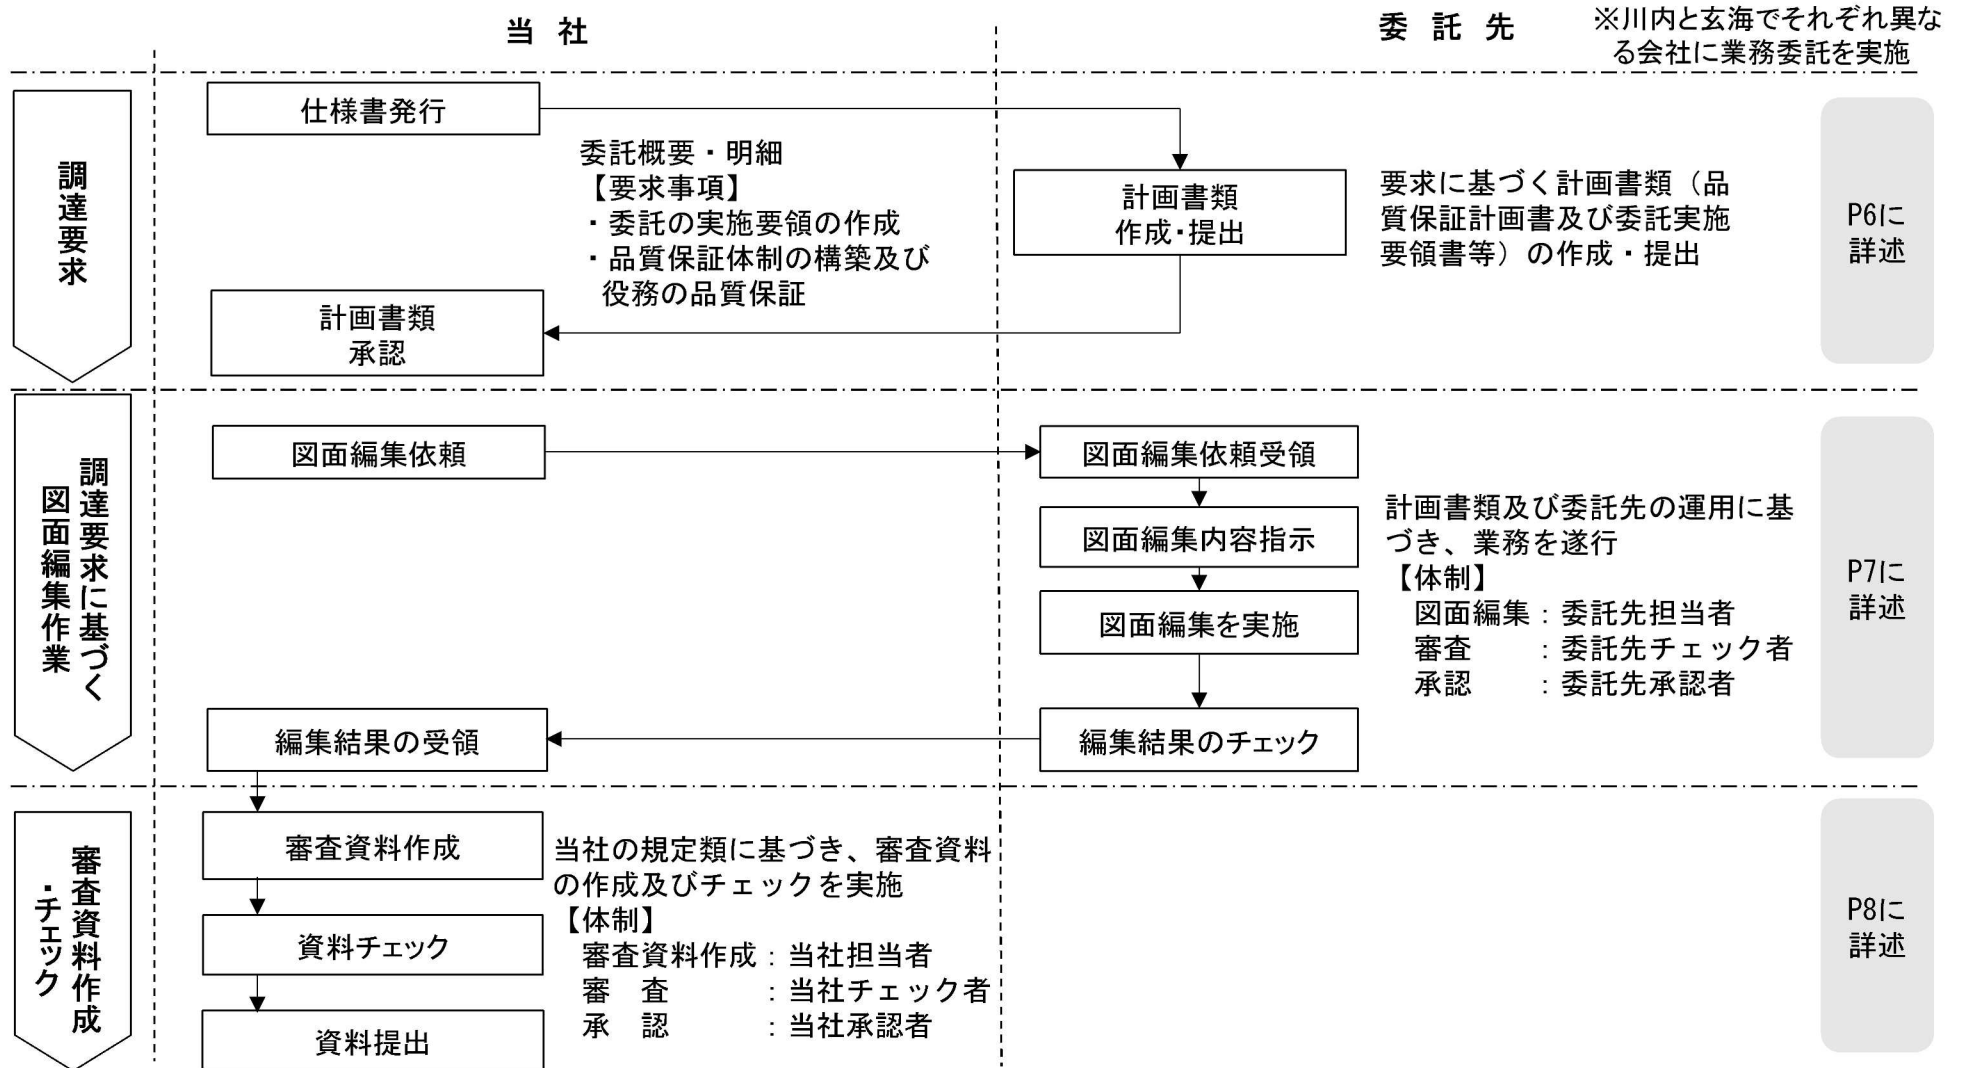 当 社
委 託 先
※川内と玄海でそれぞれ異な
る会社に業務委託を実施
調達要求
仕様書発行
委託概要・明細
【要求事項】
・委託の実施要領の作成
・品質保証体制の構築及び
役務の品質保証
計画書類
作成・提出
要求に基づく計画書類（品
質保証計画書及び委託実施
要領書等）の作成・提出
計画書類
承認
P6に
詳述
調達要求に基づく
図面編集作業
図面編集依頼
図面編集依頼受領
図面編集内容指示
図面編集を実施
編集結果のチェック
計画書類及び委託先の運用に基
づき、業務を遂行
【体制】
図面編集：委託先担当者
審査　　：委託先チェック者
承認　　：委託先承認者
編集結果の受領
P7に
詳述
審査資料作成
・チェック
審査資料作成
資料チェック
資料提出
当社の規定類に基づき、審査資料
の作成及びチェックを実施
【体制】
審査資料作成：当社担当者
審　査　　　：当社チェック者
承　認　　　：当社承認者
P8に
詳述